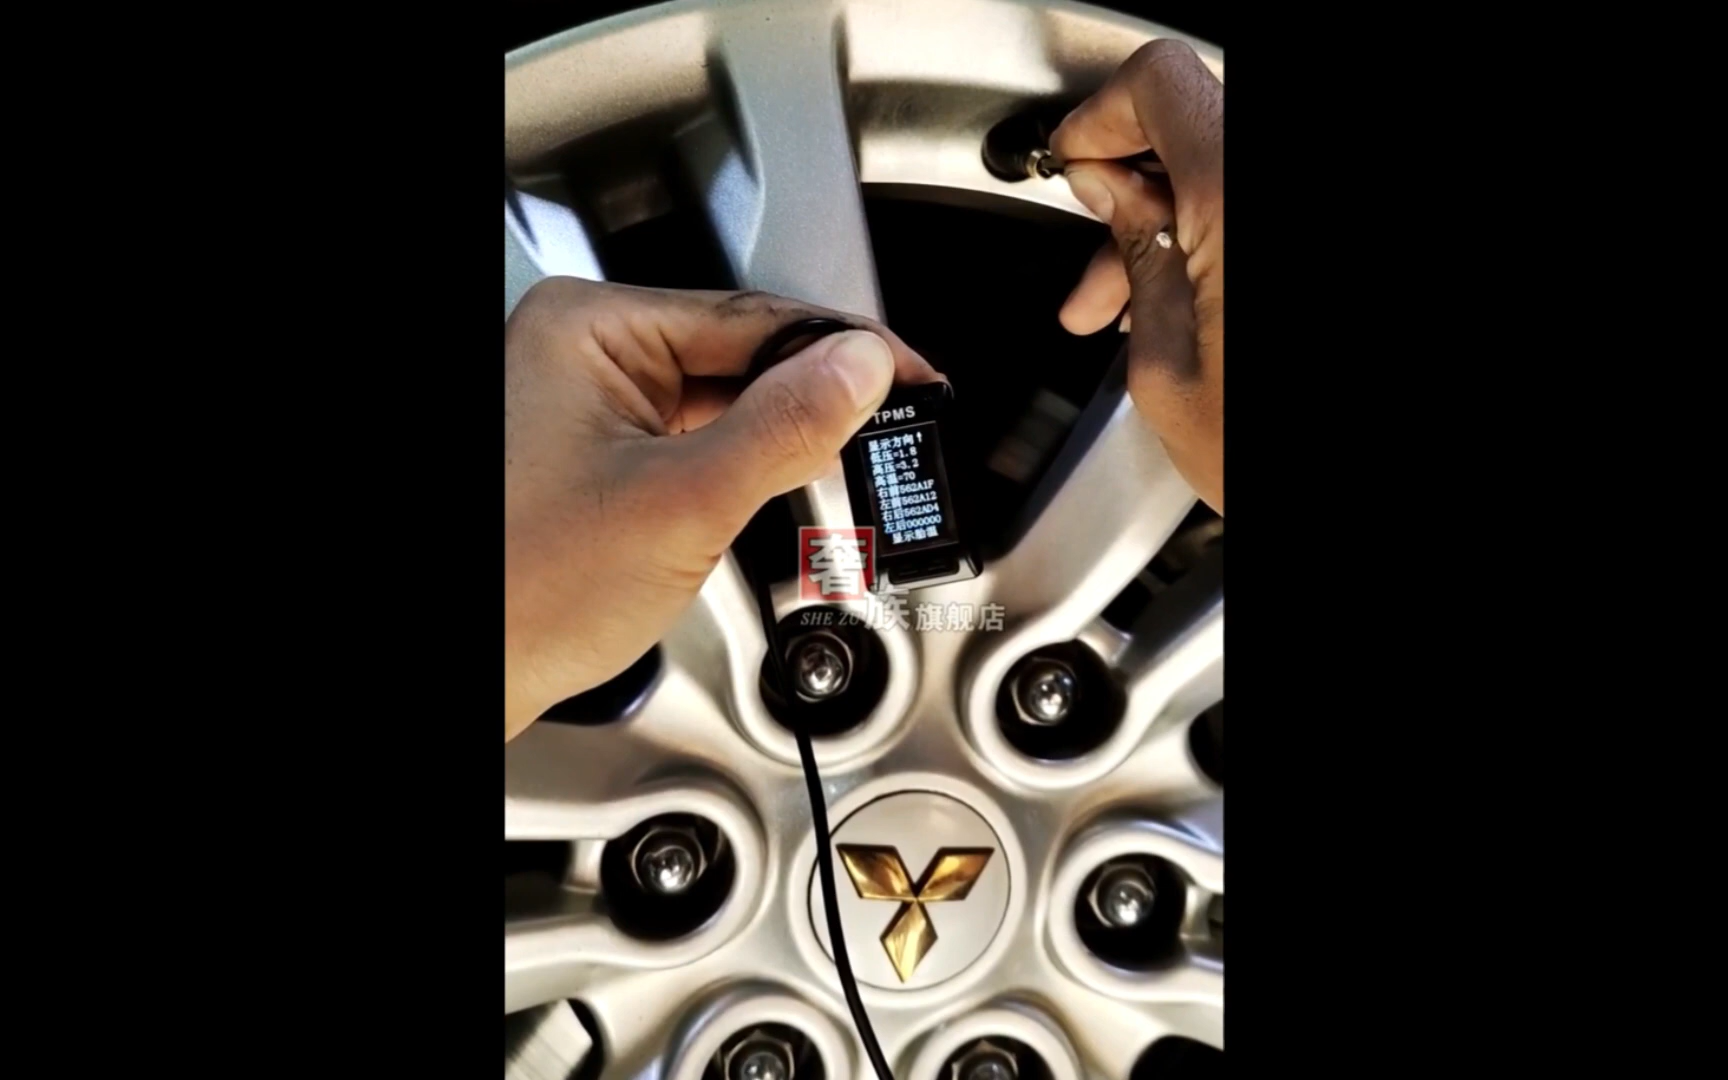 TPMS
显示方向↑
低压=1.8
高压=3.2
高温=70
右前562A1F
左前562A12
右后562AD4
左后000000
显示胎温
奢族旗舰店
SHE ZU